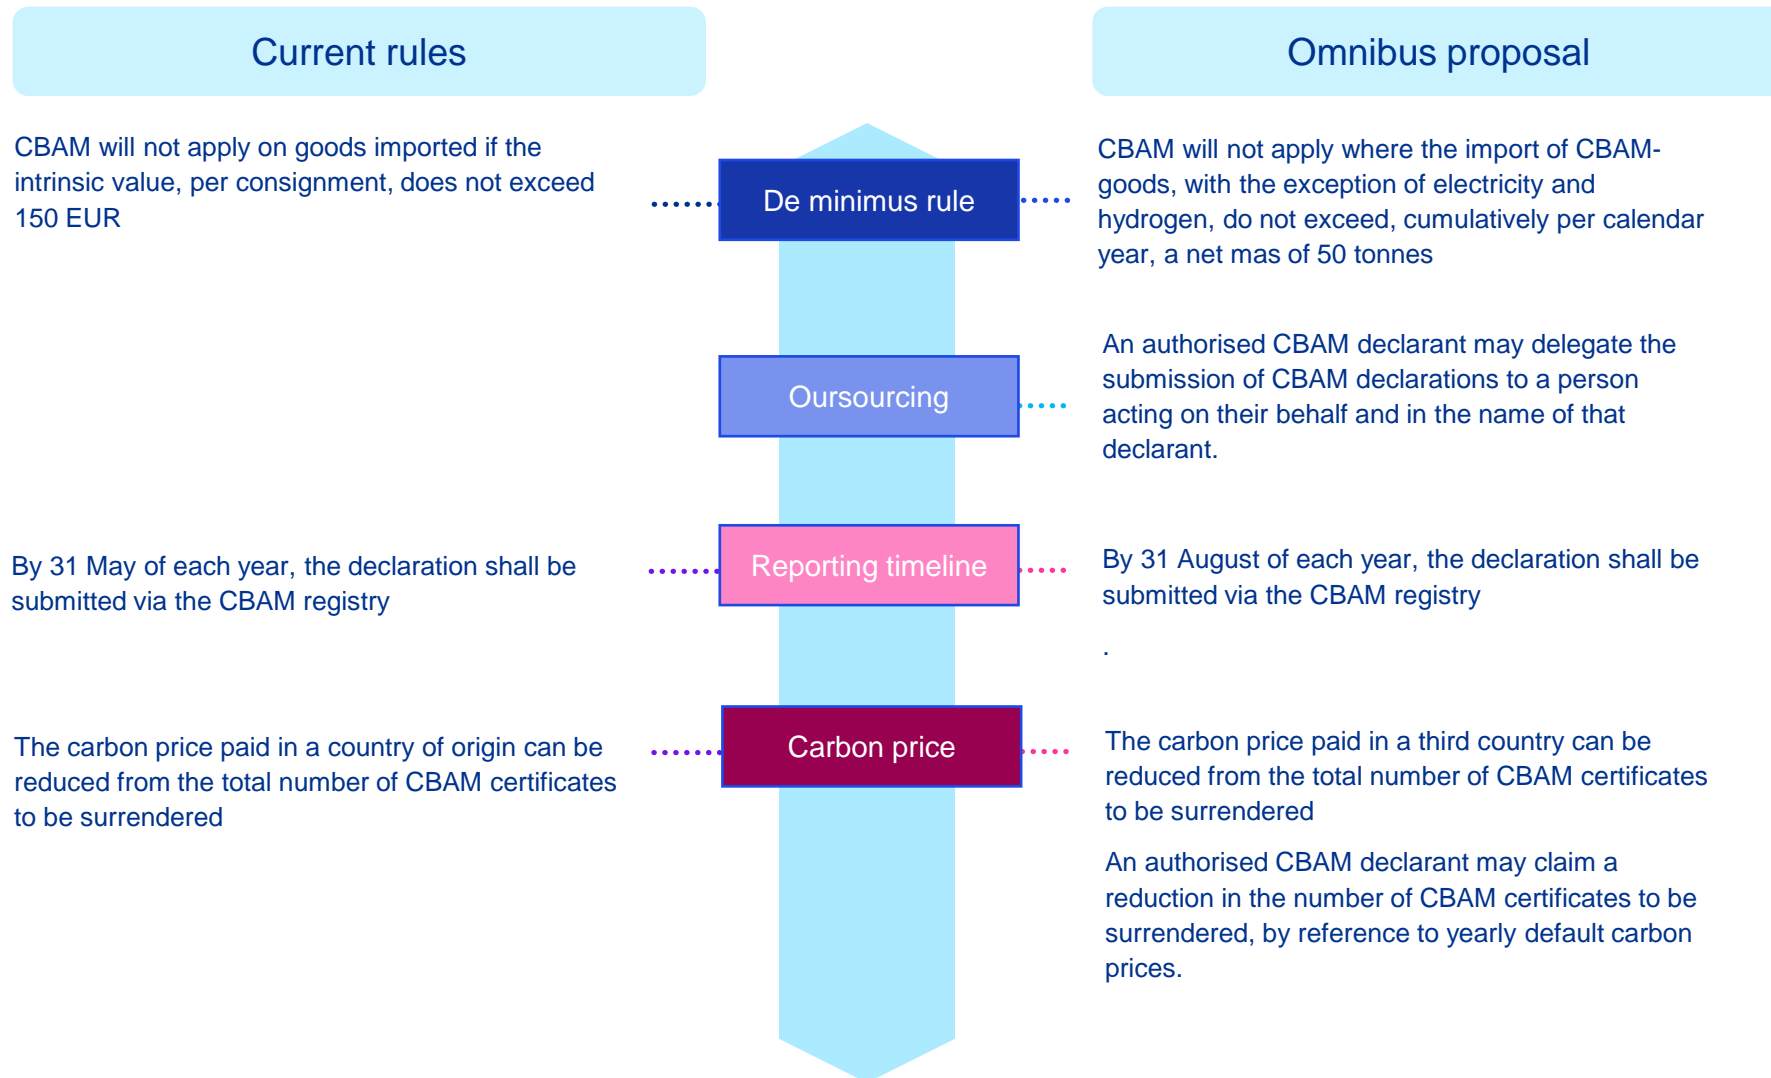 Current rules
Omnibus proposal
CBAM will not apply on goods imported if the
intrinsic value, per consignment, does not exceed
150 EUR
De minimus rule
CBAM will not apply where the import of CBAM-
goods, with the exception of electricity and
hydrogen, do not exceed, cumulatively per calendar
year, a net mas of 50 tonnes
Oursourcing
An authorised CBAM declarant may delegate the
submission of CBAM declarations to a person
acting on their behalf and in the name of that
declarant.
By 31 May of each year, the declaration shall be
submitted via the CBAM registry
Reporting timeline
By 31 August of each year, the declaration shall be
submitted via the CBAM registry
.
The carbon price paid in a country of origin can be
reduced from the total number of CBAM certificates
to be surrendered
Carbon price
The carbon price paid in a third country can be
reduced from the total number of CBAM certificates
to be surrendered
An authorised CBAM declarant may claim a
reduction in the number of CBAM certificates to be
surrendered, by reference to yearly default carbon
prices.